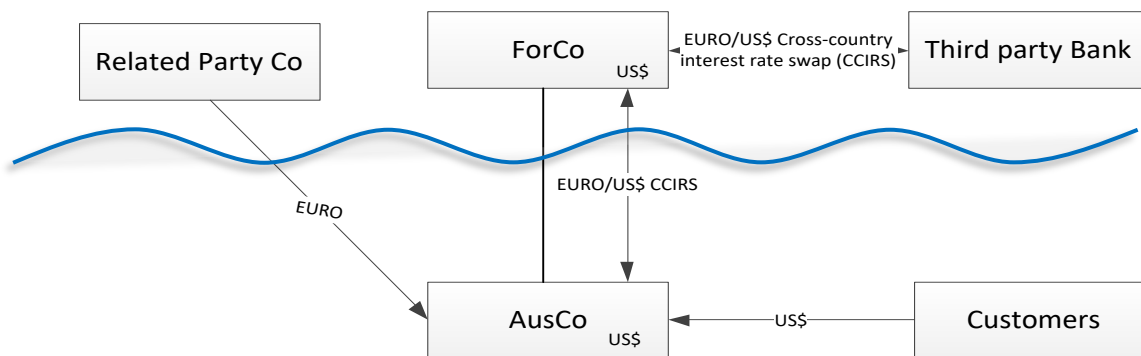 Related Party Co
ForCo
US$
EURO/US$ Cross-country
interest rate swap (CCIRS)
Third party Bank
EURO/US$ CCIRS
EURO
AusCo
US$
US$
Customers